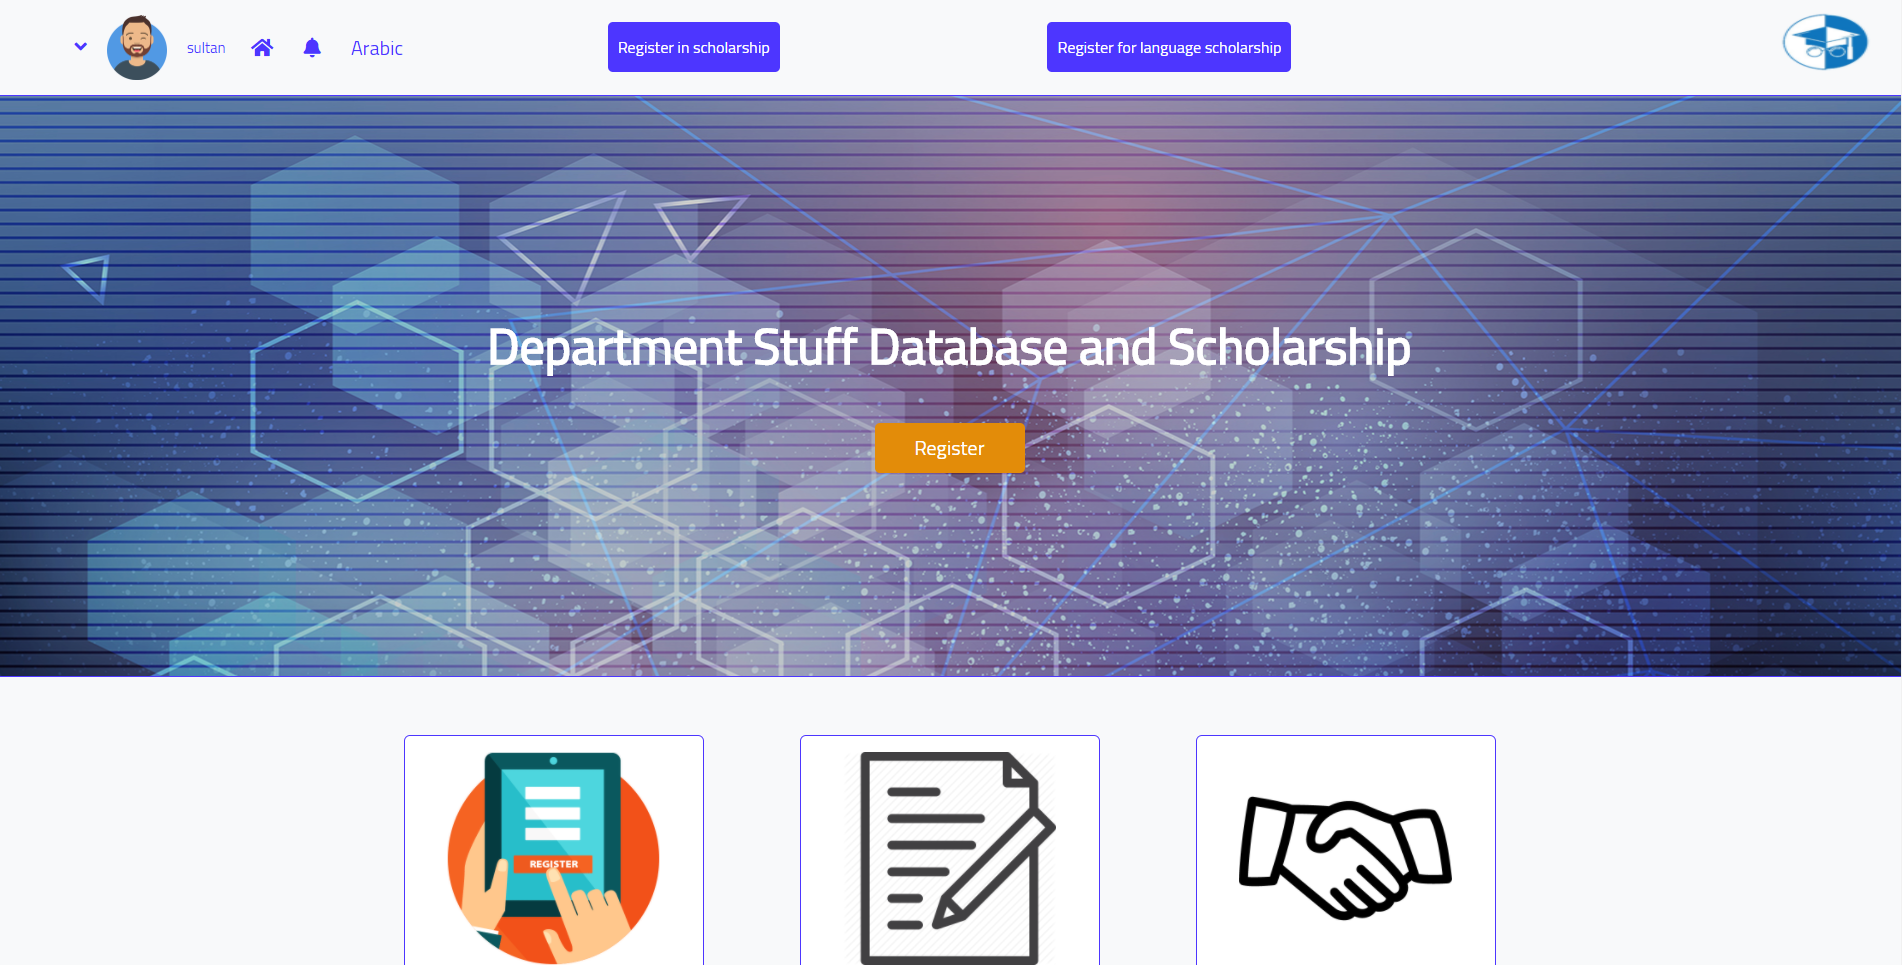 sultan
Arabic
Register in scholarship
Register for language scholarship
Department Stuff Database and Scholarship
Register
REGISTER